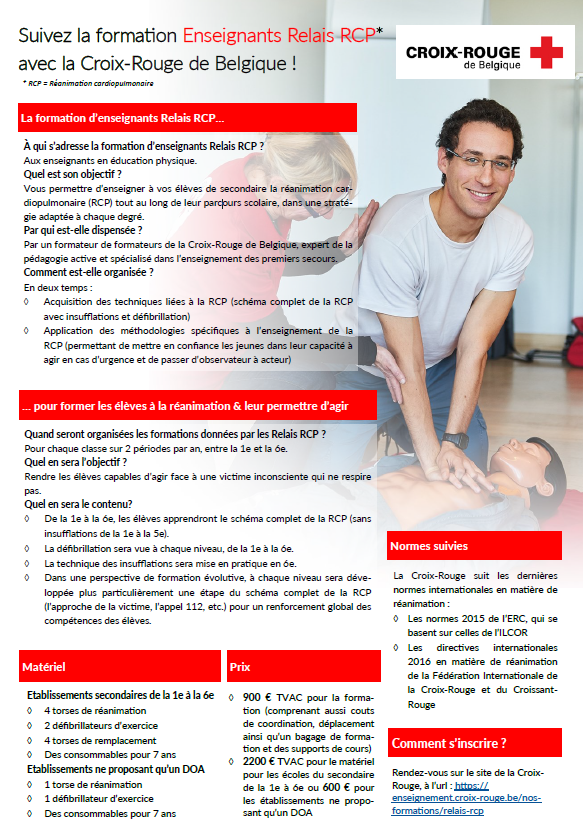 Suivez la formation Enseignants Relais RCP*
avec la Croix-Rouge de Belgique !
* RCP = Réanimation cardiopulmonaire
CROIX-ROUGE
de Belgique
La formation d'enseignants Relais RCP...
À qui s'adresse la formation d'enseignants Relais RCP ?
Aux enseignants en éducation physique.
Quel est son objectif ?
Vous permettre d'enseigner à vos élèves de secondaire la réanimation car-
diopulmonaire (RCP) tout au long de leur parcours scolaire, dans une straté-
gie adaptée à chaque degré.
Par qui est-elle dispensée ?
Par un formateur de formateurs de la Croix-Rouge de Belgique, expert de la
pédagogie active et spécialisé dans l'enseignement des premiers secours.
Comment est-elle organisée ?
En deux temps :
◊ Acquisition des techniques liées à la RCP (schéma complet de la RCP
avec insufflations et défibrillation)
◊ Application des méthodologies spécifiques à l'enseignement de la
RCP (permettant de mettre en confiance les jeunes dans leur capacité à
agir en cas d'urgence et de passer d'observateur à acteur)
... pour former les élèves à la réanimation & leur permettre d'agir
Quand seront organisées les formations données par les Relais RCP ?
Pour chaque classe sur 2 périodes par an, entre la 1e et la 6e.
Quel en sera l'objectif ?
Rendre les élèves capables d'agir face à une victime inconsciente qui ne respire
pas.
Quel en sera le contenu?
◊ De la 1e à la 6e, les élèves apprendront le schéma complet de la RCP (sans
insufflations de la 1e à la 5e).
◊ La défibrillation sera vue à chaque niveau, de la 1e à la 6e.
◊ La technique des insufflations sera mise en pratique en 6e.
◊ Dans une perspective de formation évolutive, à chaque niveau sera déve-
loppée plus particulièrement une étape du schéma complet de la RCP
(l'approche de la victime, l'appel 112, etc.) pour un renforcement global des
compétences des élèves.
Normes suivies
La Croix-Rouge suit les dernières
normes internationales en matière de
réanimation :
◊ Les normes 2015 de l'ERC, qui se
basent sur celles de l'ILCOR
◊ Les directives internationales
2016 en matière de réanimation
de la Fédération Internationale de
la Croix-Rouge et du Croissant-
Rouge
Matériel
Etablissements secondaires de la 1e à la 6e
◊ 4 torses de réanimation
◊ 2 défibrillateurs d'exercice
◊ 4 torses de remplacement
◊ Des consommables pour 7 ans
Etablissements ne proposant qu'un DOA
◊ 1 torse de réanimation
◊ 1 défibrillateur d'exercice
◊ Des consommables pour 7 ans
Prix
◊ 900 € TVAC pour la forma-
tion (comprenant aussi couts
de coordination, déplacement
ainsi qu'un bagage de forma-
tion et des supports de cours)
◊ 2200 € TVAC pour le matériel
pour les écoles du secondaire
de la 1e à 6e ou 600 € pour
les établissements ne propo-
sant qu'un DOA
Comment s'inscrire ?
Rendez-vous sur le site de la Croix-
Rouge, à l'url : https://
enseignement.croix-rouge.be/nos-
formations/relais-rcp